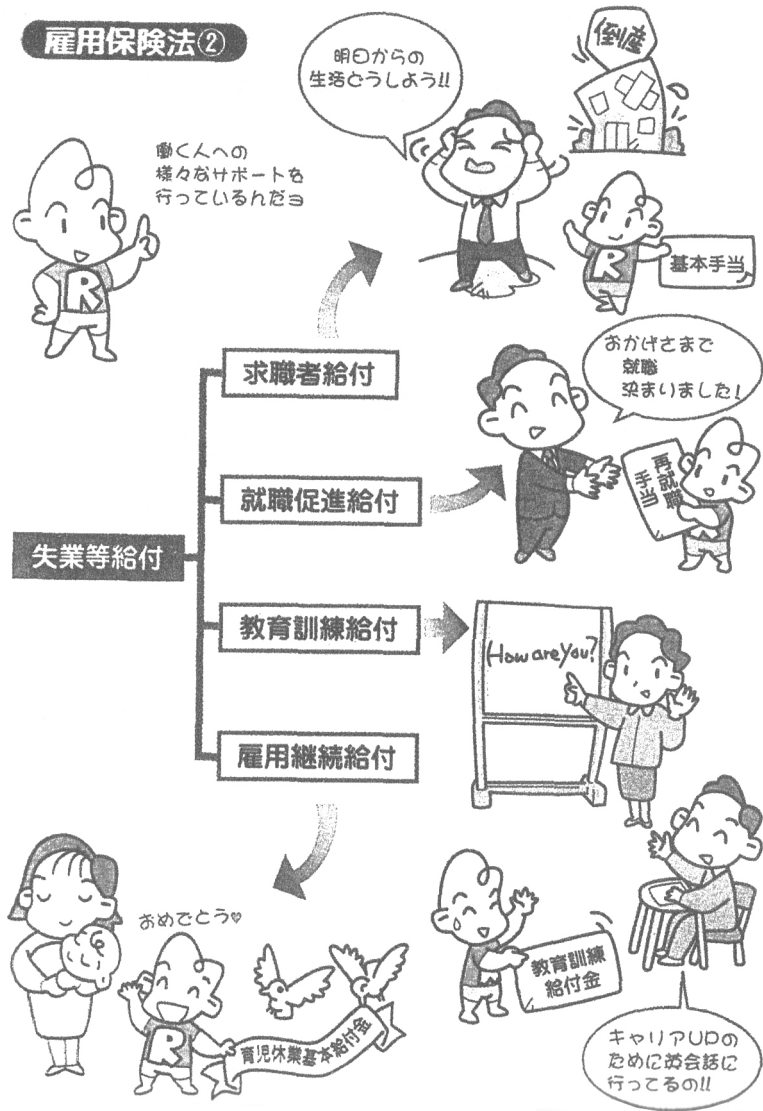 雇用保険法②
明日からの
生活どうしよう!!
倒産
働く人への
様々なサポートを
行っているんだヨ
R
R
基本手当
求職者給付
おかげさまで
就職
決まりました!
再就職
手当
就職促進給付
失業等給付
教育訓練給付
How are You?
雇用継続給付
おめでとう♡
R
育児休業基本給付金
教育訓練
給付金
キャリアUPの
ために英会話に
行ってるの!!